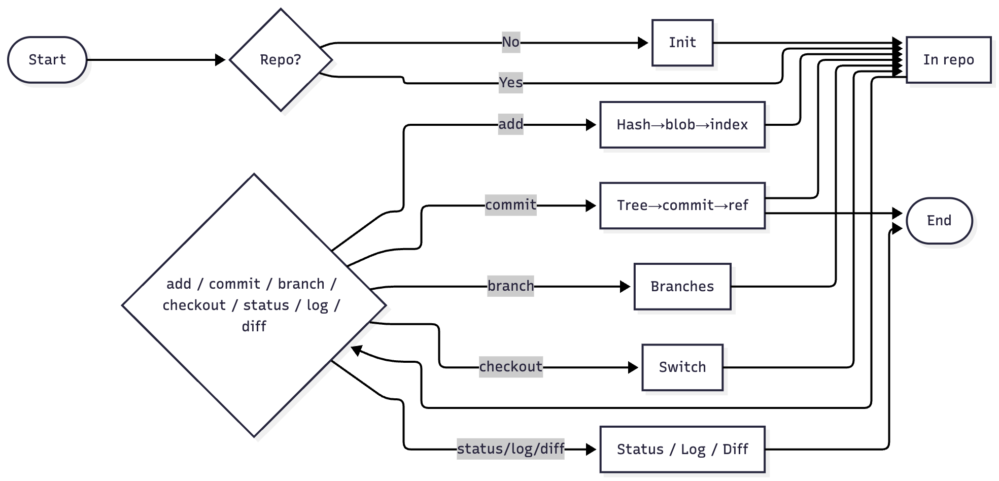 Start
Repo?
No
Init
In repo
Yes
add
Hash→blob→index
commit
Tree→commit→ref
End
add / commit / branch /
checkout / status / log /
diff
branch
Branches
checkout
Switch
status/log/diff
Status / Log / Diff